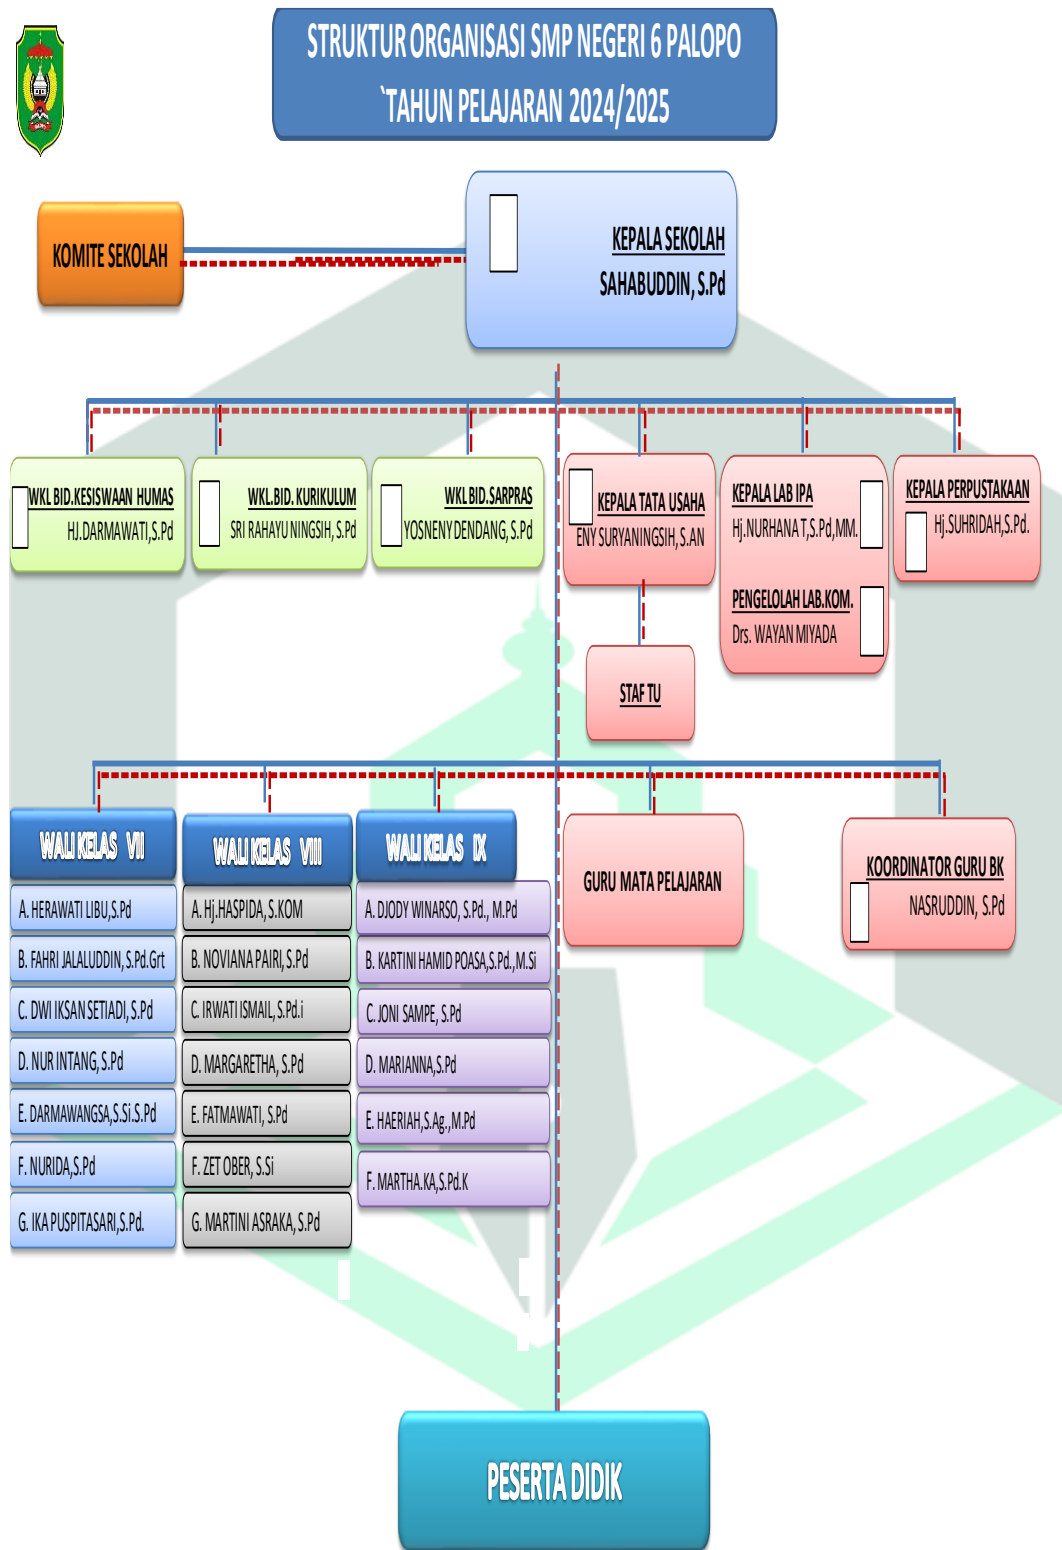 STRUKTUR ORGANISASI SMP NEGERI 6 PALOPO
`TAHUN PELAJARAN 2024/2025
KOMITE SEKOLAH
KEPALA SEKOLAH
SAHABUDDIN, S.Pd
WKL BID.KESISWAAN HUMAS
HJ.DARMAWATI,S.Pd
WKL.BID. KURIKULUM
SRI RAHAYU NINGSIH, S.Pd
WKL BID.SARPRAS
YOSNENY DENDANG, S.Pd
KEPALA TATA USAHA
ENY SURYANINGSIH, S.AN
KEPALA LAB IPA
Hj.NURHANA T,S.Pd,MM.
PENGELOLAH LAB.KOM.
Drs. WAYAN MIYADA
KEPALA PERPUSTAKAAN
Hj.SUHRIDAH,S.Pd.
STAF TU
WALI KELAS VII
A. HERAWATI LIBU,S.Pd
B. FAHRI JALALUDDIN, S.Pd.Grt
C. DWI IKSAN SETIADI, S.Pd
D. NUR INTANG, S.Pd
E. DARMAWANGSA,S.Si.S.Pd
F. NURIDA,S.Pd
G. IKA PUSPITASARI,S.Pd.
WALI KELAS VIII
A. Hj.HASPIDA, S.KOM
B. NOVIANA PAIRI, S.Pd
C. IRWATI ISMAIL, S.Pd.i
D. MARGARETHA, S.Pd
E. FATMAWATI, S.Pd
F. ZET OBER, S.Si
G. MARTINI ASRAKA, S.Pd
WALI KELAS IX
A. DJODY WINARSO, S.Pd., M.Pd
B. KARTINI HAMID POASA,S.Pd.,M.Si
C. JONI SAMPE, S.Pd
D. MARIANNA,S.Pd
E. HAERIAH,S.Ag.,M.Pd
F. MARTHA.KA,S.Pd.K
GURU MATA PELAJARAN
KOORDINATOR GURU BK
NASRUDDIN, S.Pd
PESERTA DIDIK